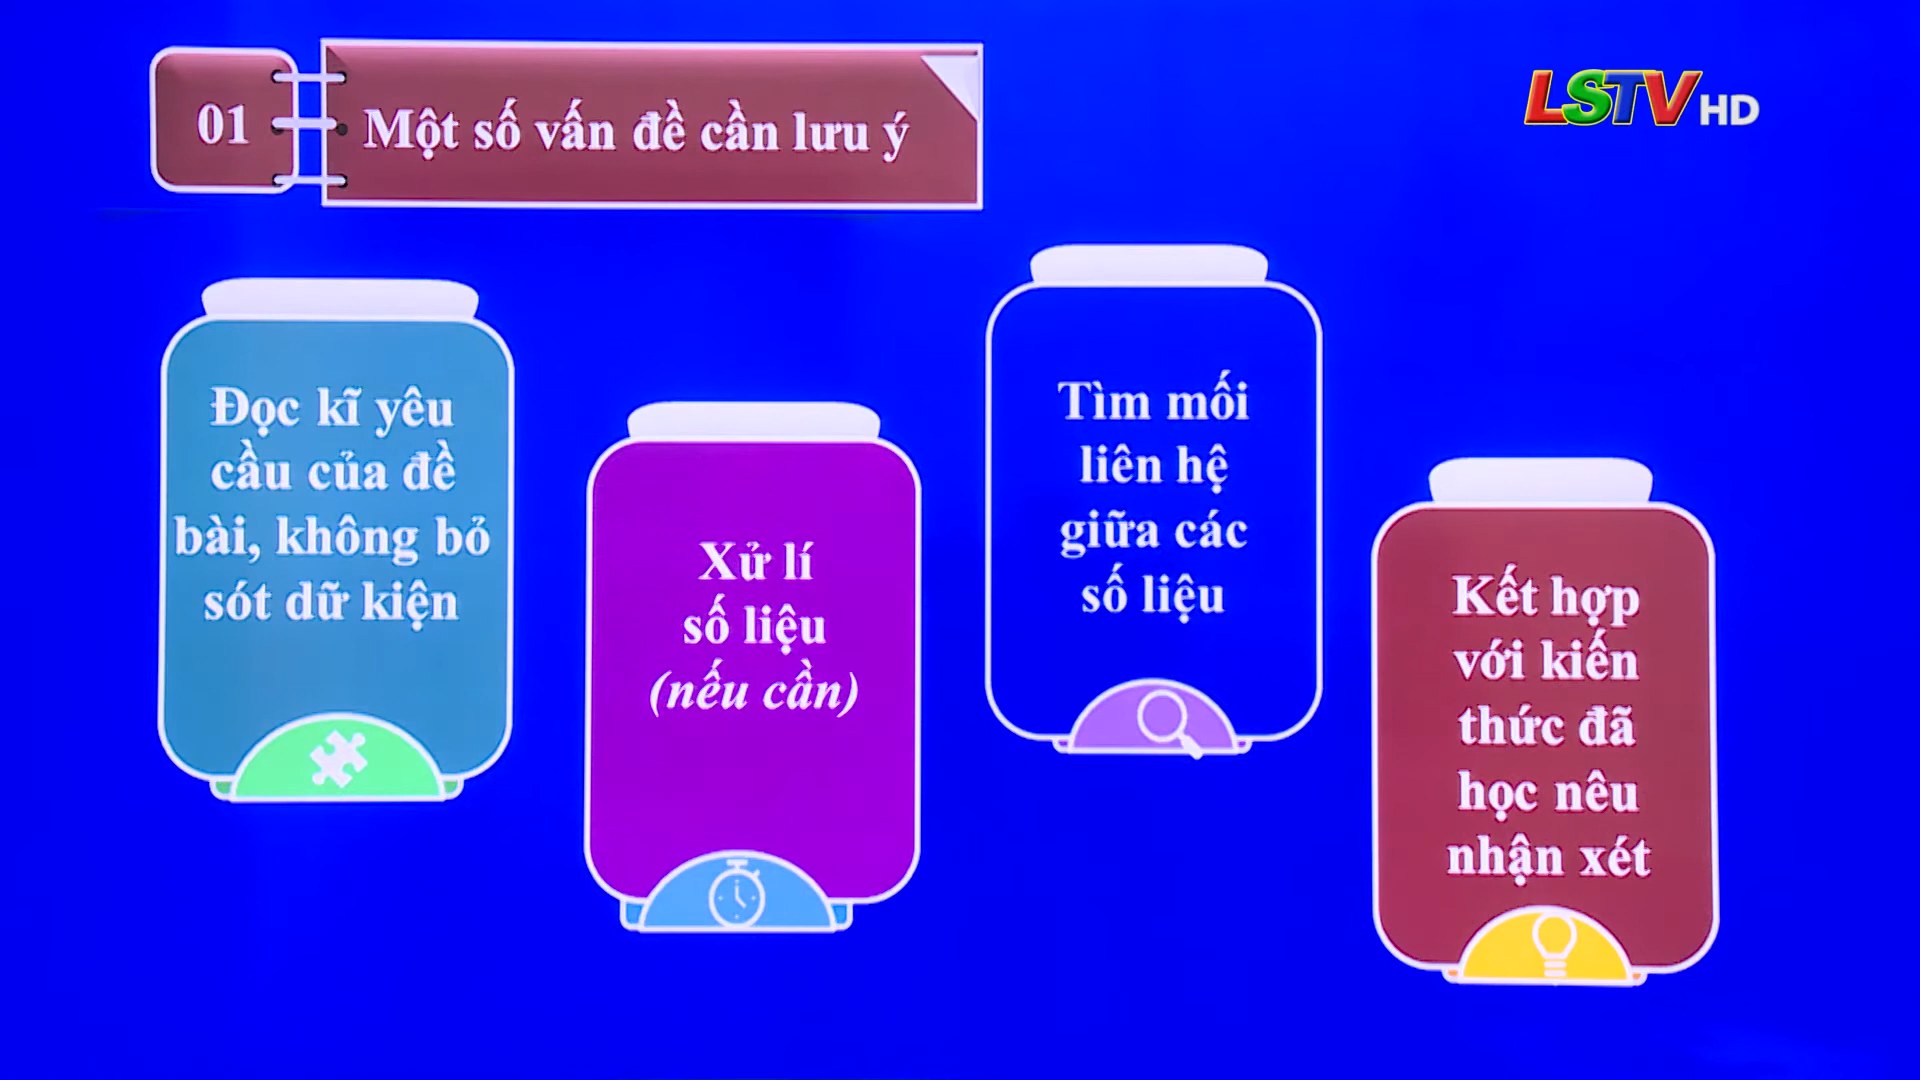 01
Một số vấn đề cần lưu ý
LSTV HD
Đọc kĩ yêu
cầu của đề
bài, không bỏ
sót dữ kiện
Xử lí
số liệu
(nếu cần)
Tìm mối
liên hệ
giữa các
số liệu
Kết hợp
với kiến
thức đã
học nêu
nhận xét